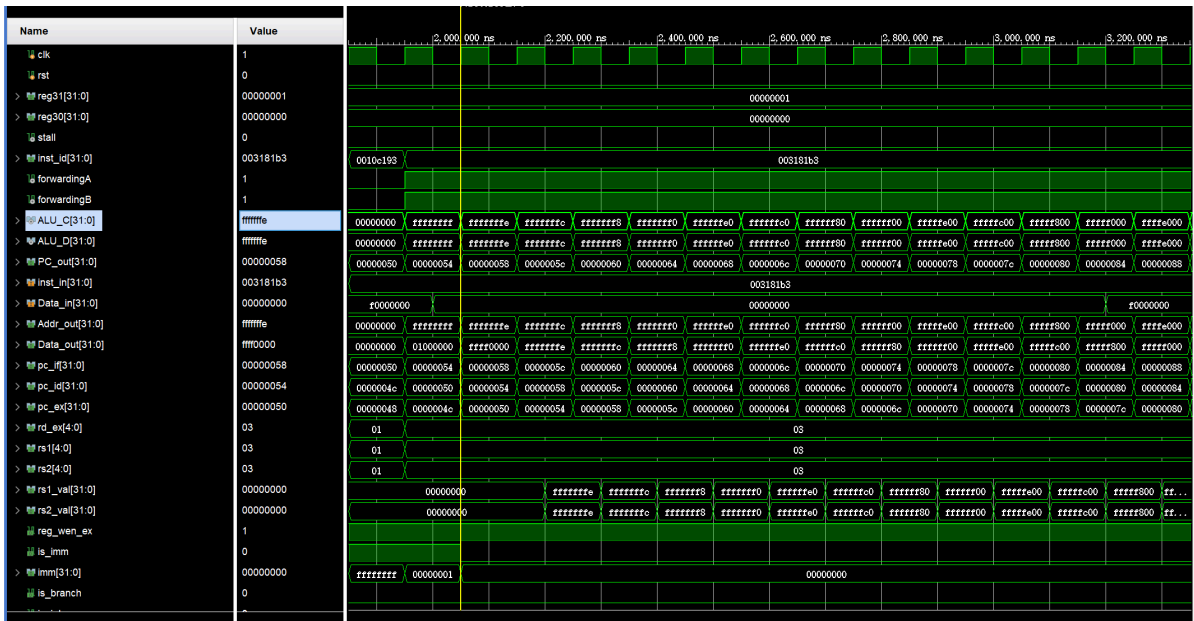 Name Value
2,000.000 ns 2,200.000 ns 2,400.000 ns 2,600.000 ns 2,800.000 ns 3,000.000 ns 3,200.000 ns
clk 1
rst 0
reg31[31:0] 00000001 00000001
reg30[31:0] 00000000 00000000
stall 0
inst_id[31:0] 003181b3 0010c193 003181b3
forwardingA 1
forwardingB 1
ALU_C[31:0] fffffffe 00000000 ffffffff fffffffe fffffffc fffffff8 fffffff0 ffffffe0 ffffffc0 ffffff80 ffffff00 fffffe00 fffffc00 fffff800 fffff000 ffffe000
ALU_D[31:0] fffffffe 00000000 ffffffff fffffffe fffffffc fffffff8 fffffff0 ffffffe0 ffffffc0 ffffff80 ffffff00 fffffe00 fffffc00 fffff800 fffff000 ffffe000
PC_out[31:0] 00000058 00000050 00000054 00000058 0000005c 00000060 00000064 00000068 0000006c 00000070 00000074 00000078 0000007c 00000080 00000084 00000088
inst_in[31:0] 003181b3 003181b3
Data_in[31:0] 00000000 f0000000 00000000 f0000000
Addr_out[31:0] fffffffe 00000000 ffffffff fffffffe fffffffc fffffff8 fffffff0 ffffffe0 ffffffc0 ffffff80 ffffff00 fffffe00 fffffc00 fffff800 fffff000 ffffe000
Data_out[31:0] ffff0000 00000000 01000000 ffff0000 fffffffe fffffffc fffffff8 fffffff0 ffffffe0 ffffffc0 ffffff80 ffffff00 fffffe00 fffffc00 fffff800 fffff000
pc_if[31:0] 00000058 00000050 00000054 00000058 0000005c 00000060 00000064 00000068 0000006c 00000070 00000074 00000078 0000007c 00000080 00000084 00000088
pc_id[31:0] 00000054 0000004c 00000050 00000054 00000058 0000005c 00000060 00000064 00000068 0000006c 00000070 00000074 00000078 0000007c 00000080 00000084
pc_ex[31:0] 00000050 00000048 0000004c 00000050 00000054 00000058 0000005c 00000060 00000064 00000068 0000006c 00000070 00000074 00000078 0000007c 00000080
rd_ex[4:0] 03 01 03
rs1[4:0] 03 01 03
rs2[4:0] 03 01 03
rs1_val[31:0] 00000000 00000000 fffffffe fffffffc fffffff8 fffffff0 ffffffe0 ffffffc0 ffffff80 ffffff00 fffffe00 fffffc00 fffff800 ff...
rs2_val[31:0] 00000000 00000000 fffffffe fffffffc fffffff8 fffffff0 ffffffe0 ffffffc0 ffffff80 ffffff00 fffffe00 fffffc00 fffff800 ff...
reg_wen_ex 1
is_imm 0
imm[31:0] 00000000 ffffffff 00000001 00000000
is_branch 0